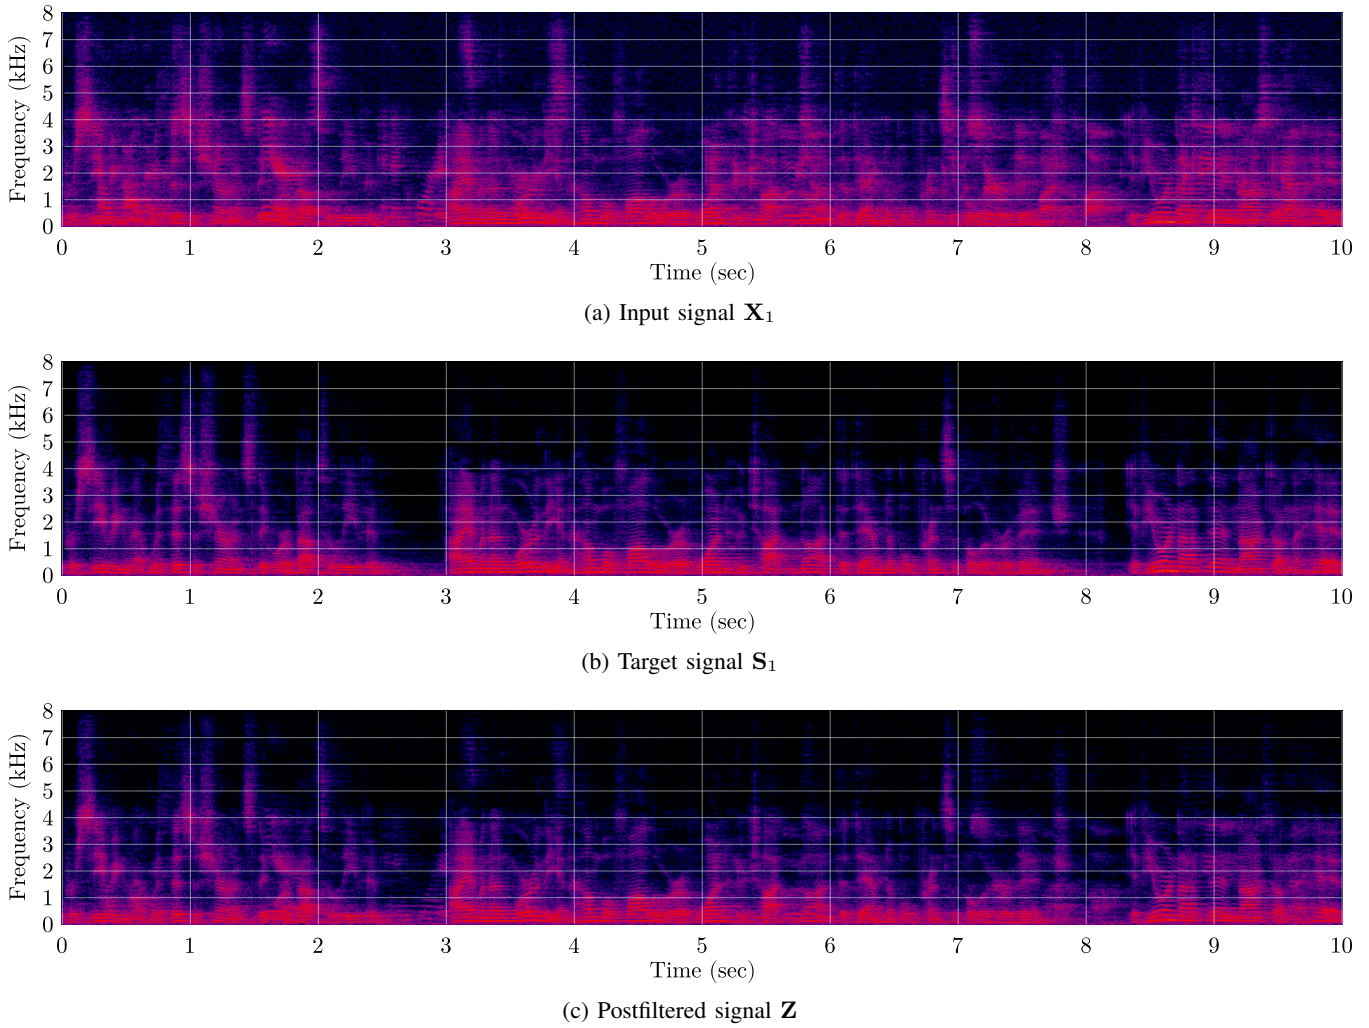 8
7
6
5
4
3
2
1
0
Frequency (kHz)
0 1 2 3 4 5 6 7 8 9 10
Time (sec)
(a) Input signal X₁
8
7
6
5
4
3
2
1
0
Frequency (kHz)
0 1 2 3 4 5 6 7 8 9 10
Time (sec)
(b) Target signal S₁
8
7
6
5
4
3
2
1
0
Frequency (kHz)
0 1 2 3 4 5 6 7 8 9 10
Time (sec)
(c) Postfiltered signal Z